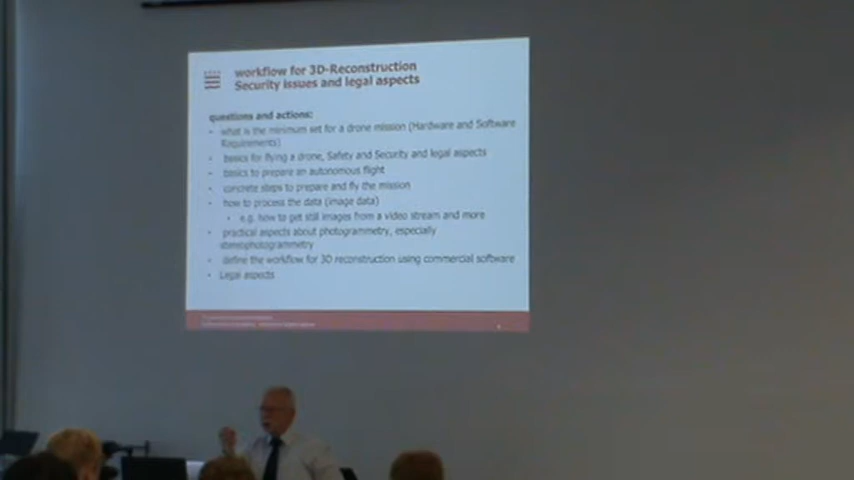 workflow for 3D-Reconstruction
Security issues and legal aspects
questions and actions:
• what is the minimum set for a drone mission (Hardware and Software
Requirements)
• basics for flying a drone, Safety and Security and legal aspects
• basics to prepare an autonomous flight
• concrete steps to prepare and fly the mission
• how to process the data (image data)
• e.g. how to get still images from a video stream and more
• practical aspects about photogrammetry, especially
stereophotogrammetry
• define the workflow for 3D reconstruction using commercial software
• Legal aspects